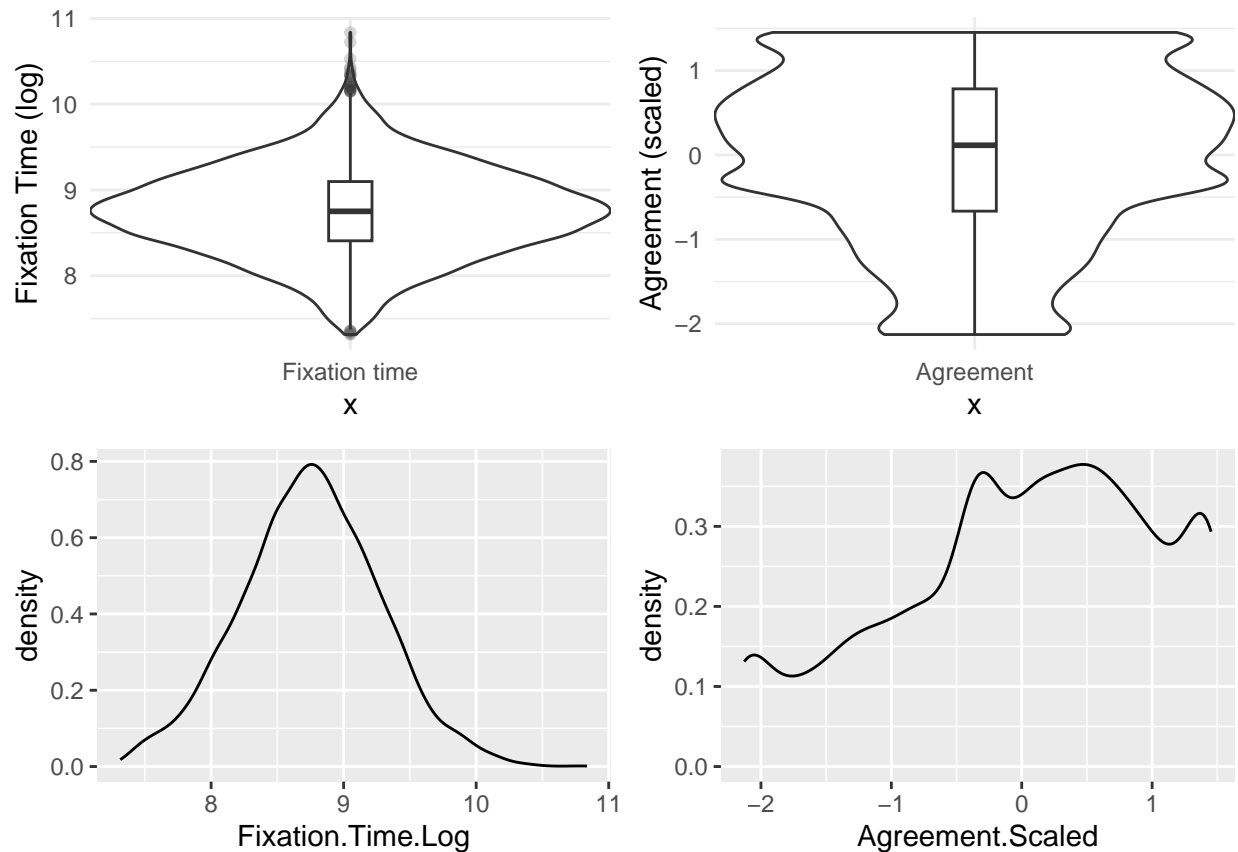 Fixation Time (log)
11
10
9
8
Fixation time
x
Agreement (scaled)
1
0
−1
−2
Agreement
x
density
0.8
0.6
0.4
0.2
0.0
8 9 10 11
Fixation.Time.Log
density
0.3
0.2
0.1
0.0
−2 −1 0 1
Agreement.Scaled